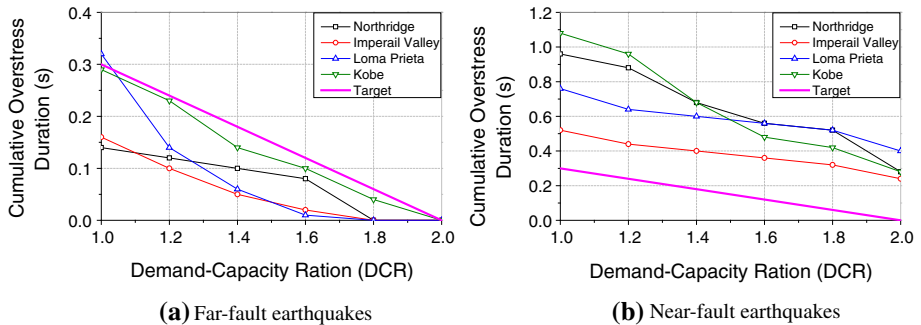 Cumulative Overstress
Duration (s)
0.4
0.3
0.2
0.1
0.0
Northridge
Imperail Valley
Loma Prieta
Kobe
Target
1.0 1.2 1.4 1.6 1.8 2.0
Demand-Capacity Ration (DCR)
(a) Far-fault earthquakes
Cumulative Overstress
Duration (s)
1.2
1.0
0.8
0.6
0.4
0.2
0.0
Northridge
Imperail Valley
Loma Prieta
Kobe
Target
1.0 1.2 1.4 1.6 1.8 2.0
Demand-Capacity Ration (DCR)
(b) Near-fault earthquakes